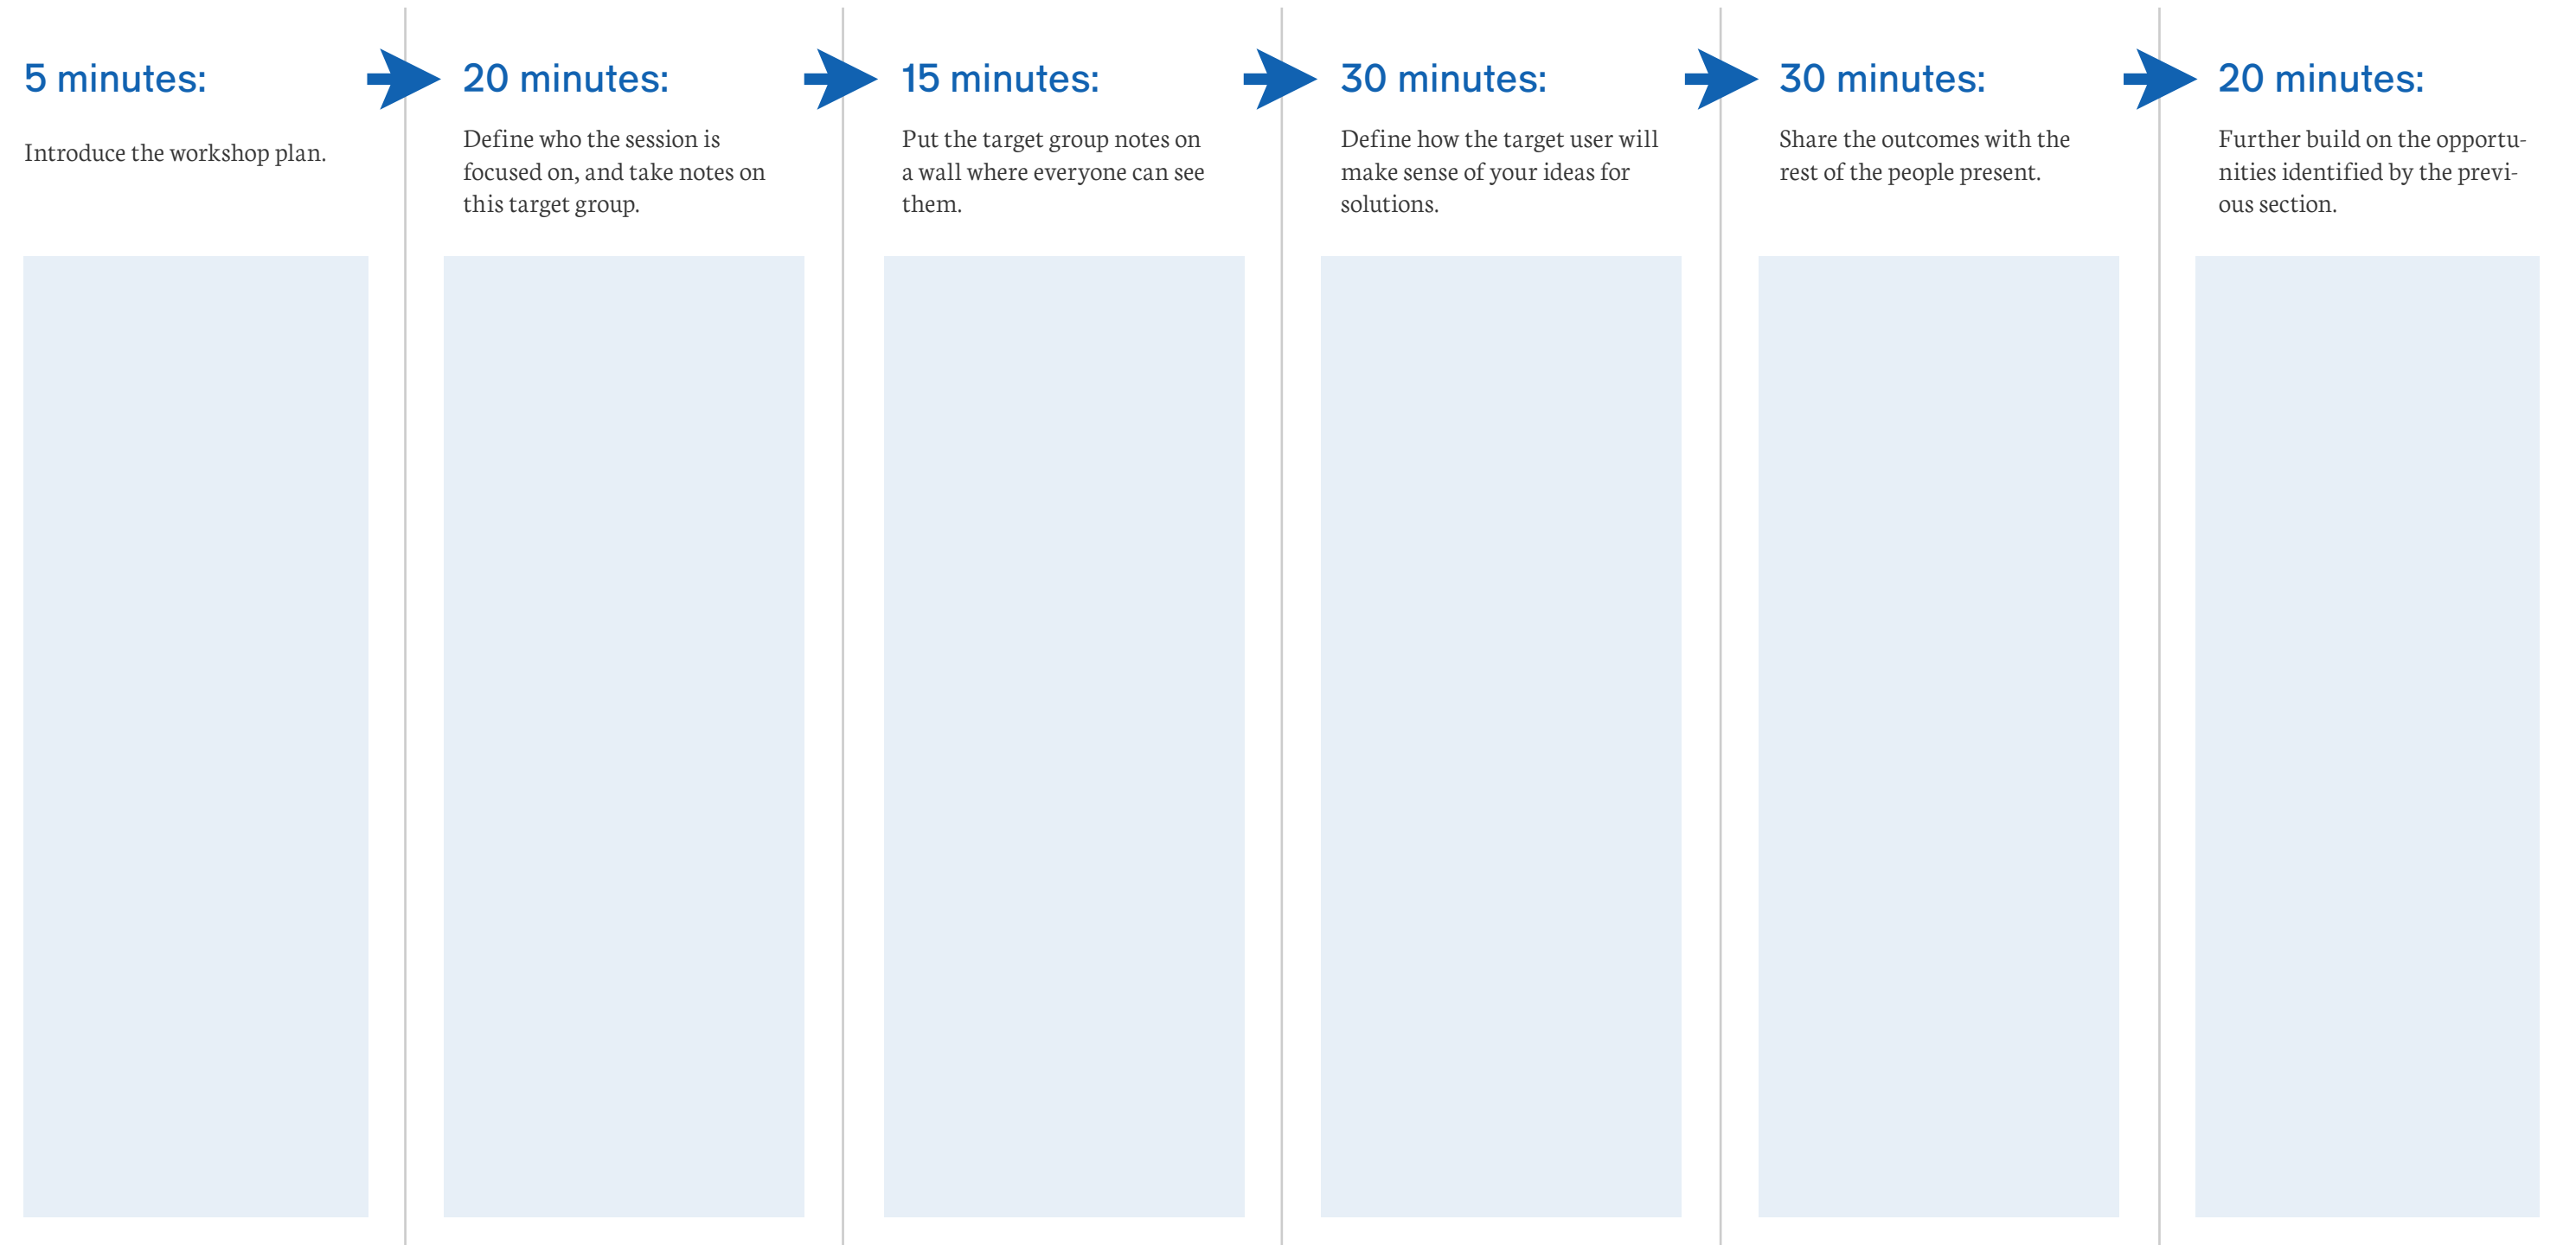 5 minutes:
Introduce the workshop plan.
20 minutes:
Define who the session is
focused on, and take notes on
this target group.
15 minutes:
Put the target group notes on
a wall where everyone can see
them.
30 minutes:
Define how the target user will
make sense of your ideas for
solutions.
30 minutes:
Share the outcomes with the
rest of the people present.
20 minutes:
Further build on the opportu-
nities identified by the previ-
ous section.